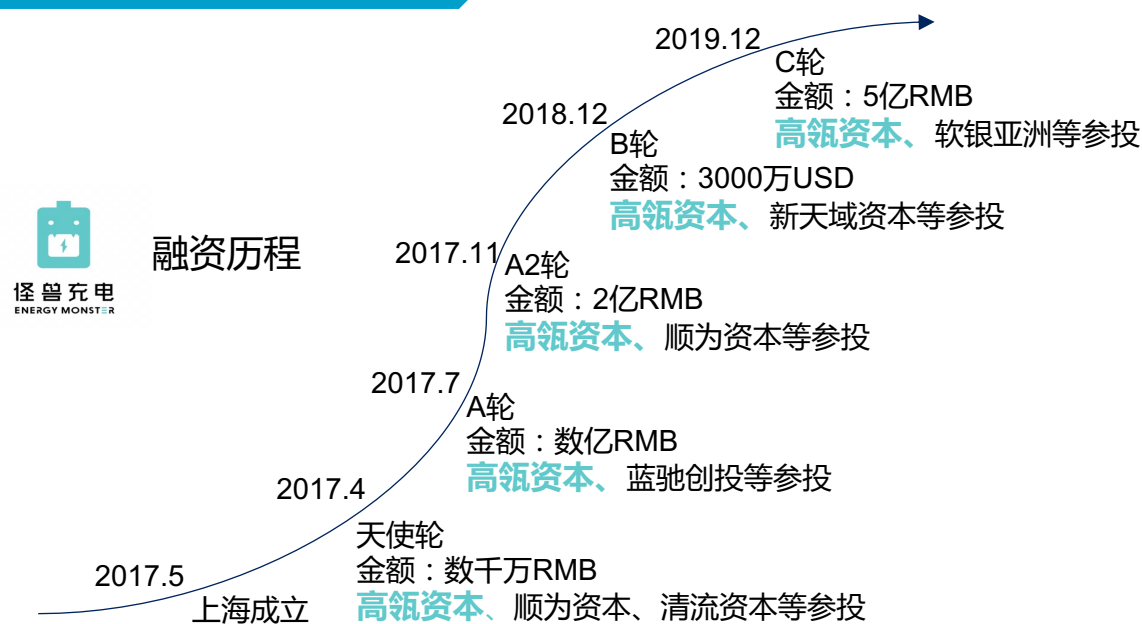 2019.12
C轮
金额：5亿RMB
高瓴资本、软银亚洲等参投
2018.12
B轮
金额：3000万USD
高瓴资本、新天域资本等参投
怪兽充电
ENERGY MONSTER
融资历程
2017.11
A2轮
金额：2亿RMB
高瓴资本、顺为资本等参投
2017.7
A轮
金额：数亿RMB
高瓴资本、蓝驰创投等参投
2017.4
天使轮
金额：数千万RMB
高瓴资本、顺为资本、清流资本等参投
2017.5
上海成立